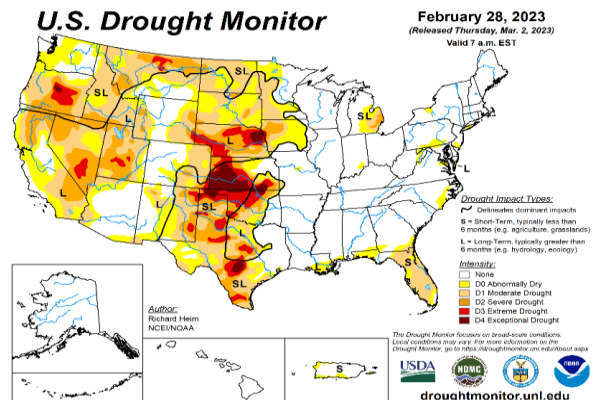 U.S. Drought Monitor
February 28, 2023
(Released Thursday, Mar. 2, 2023)
Valid 7 a.m. EST
SL
SL
L
L
SL
L
L
SL
L
SL
S
L
S
Drought Impact Types:
Delineates dominant impacts
S = Short-Term, typically less than
6 months (e.g. agriculture, grasslands)
L = Long-Term, typically greater than
6 months (e.g. hydrology, ecology)
Intensity:
None
D0 Abnormally Dry
D1 Moderate Drought
D2 Severe Drought
D3 Extreme Drought
D4 Exceptional Drought
Author:
Richard Heim
NCEI/NOAA
The Drought Monitor focuses on broad-scale conditions.
Local conditions may vary. For more information on the
Drought Monitor, go to https://droughtmonitor.unl.edu/About.aspx
USDA
NDMC
NOAA
droughtmonitor.unl.edu